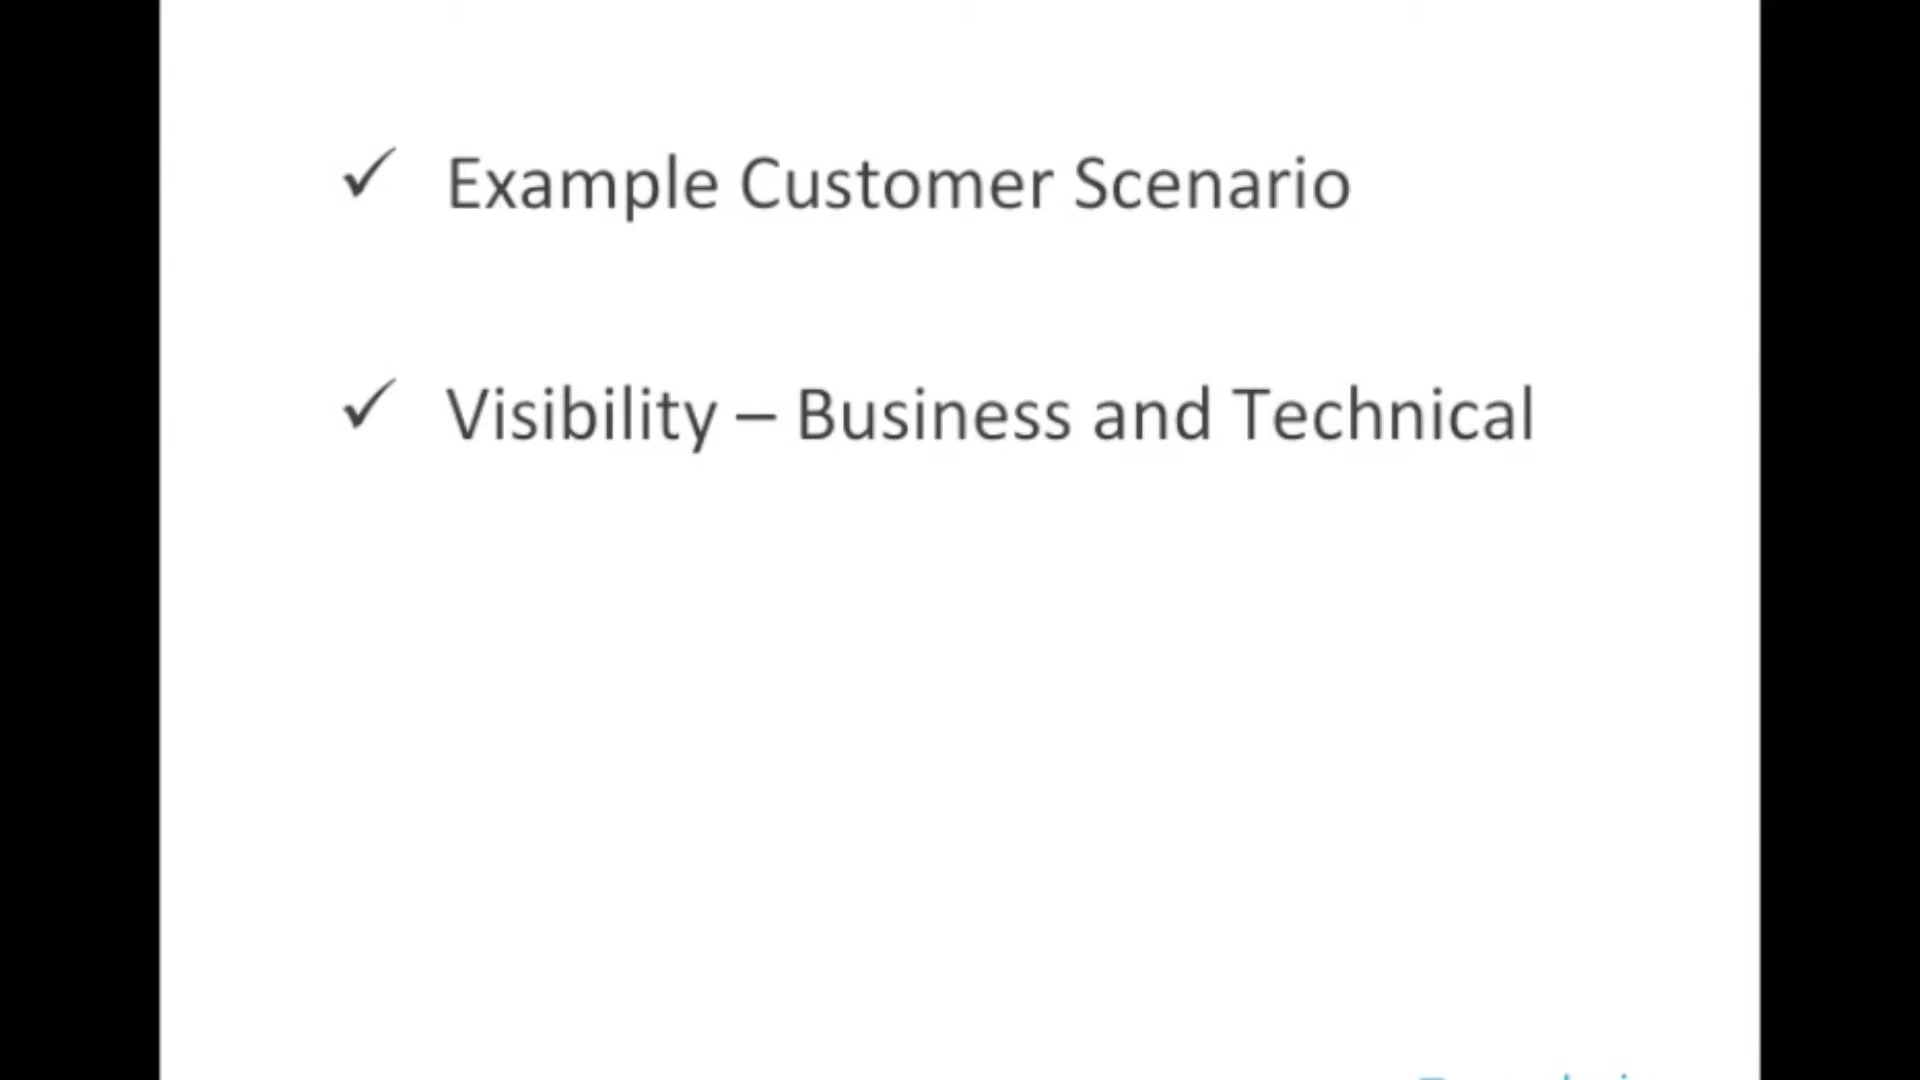 ✓ Example Customer Scenario
✓ Visibility – Business and Technical